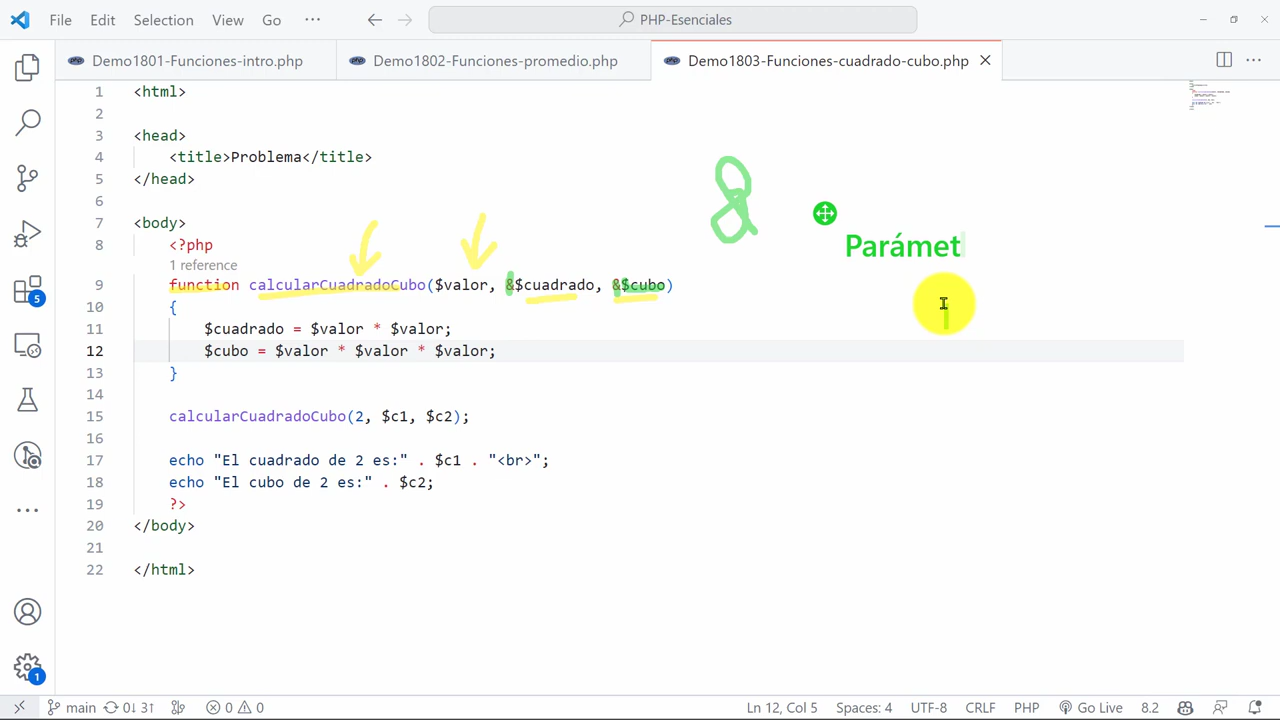 File Edit Selection View Go ··· PHP-Esenciales
Demo1801-Funciones-intro.php Demo1802-Funciones-promedio.php Demo1803-Funciones-cuadrado-cubo.php
1 <html>
2
3 <head>
4 <title>Problema</title>
5 </head>
6
7 <body>
8 <?php
1 reference
9 function calcularCuadradoCubo($valor, &$cuadrado, &$cubo)
10 {
11 $cuadrado = $valor * $valor;
12 $cubo = $valor * $valor * $valor;
13 }
14
15 calcularCuadradoCubo(2, $c1, $c2);
16
17 echo "El cuadrado de 2 es:" . $c1 . "<br>";
18 echo "El cubo de 2 es:" . $c2;
19 ?>
20 </body>
21
22 </html>
&
Parámet
5
1
main 0↓ 3↑ 0 0 Ln 12, Col 5 Spaces: 4 UTF-8 CRLF PHP Go Live 8.2